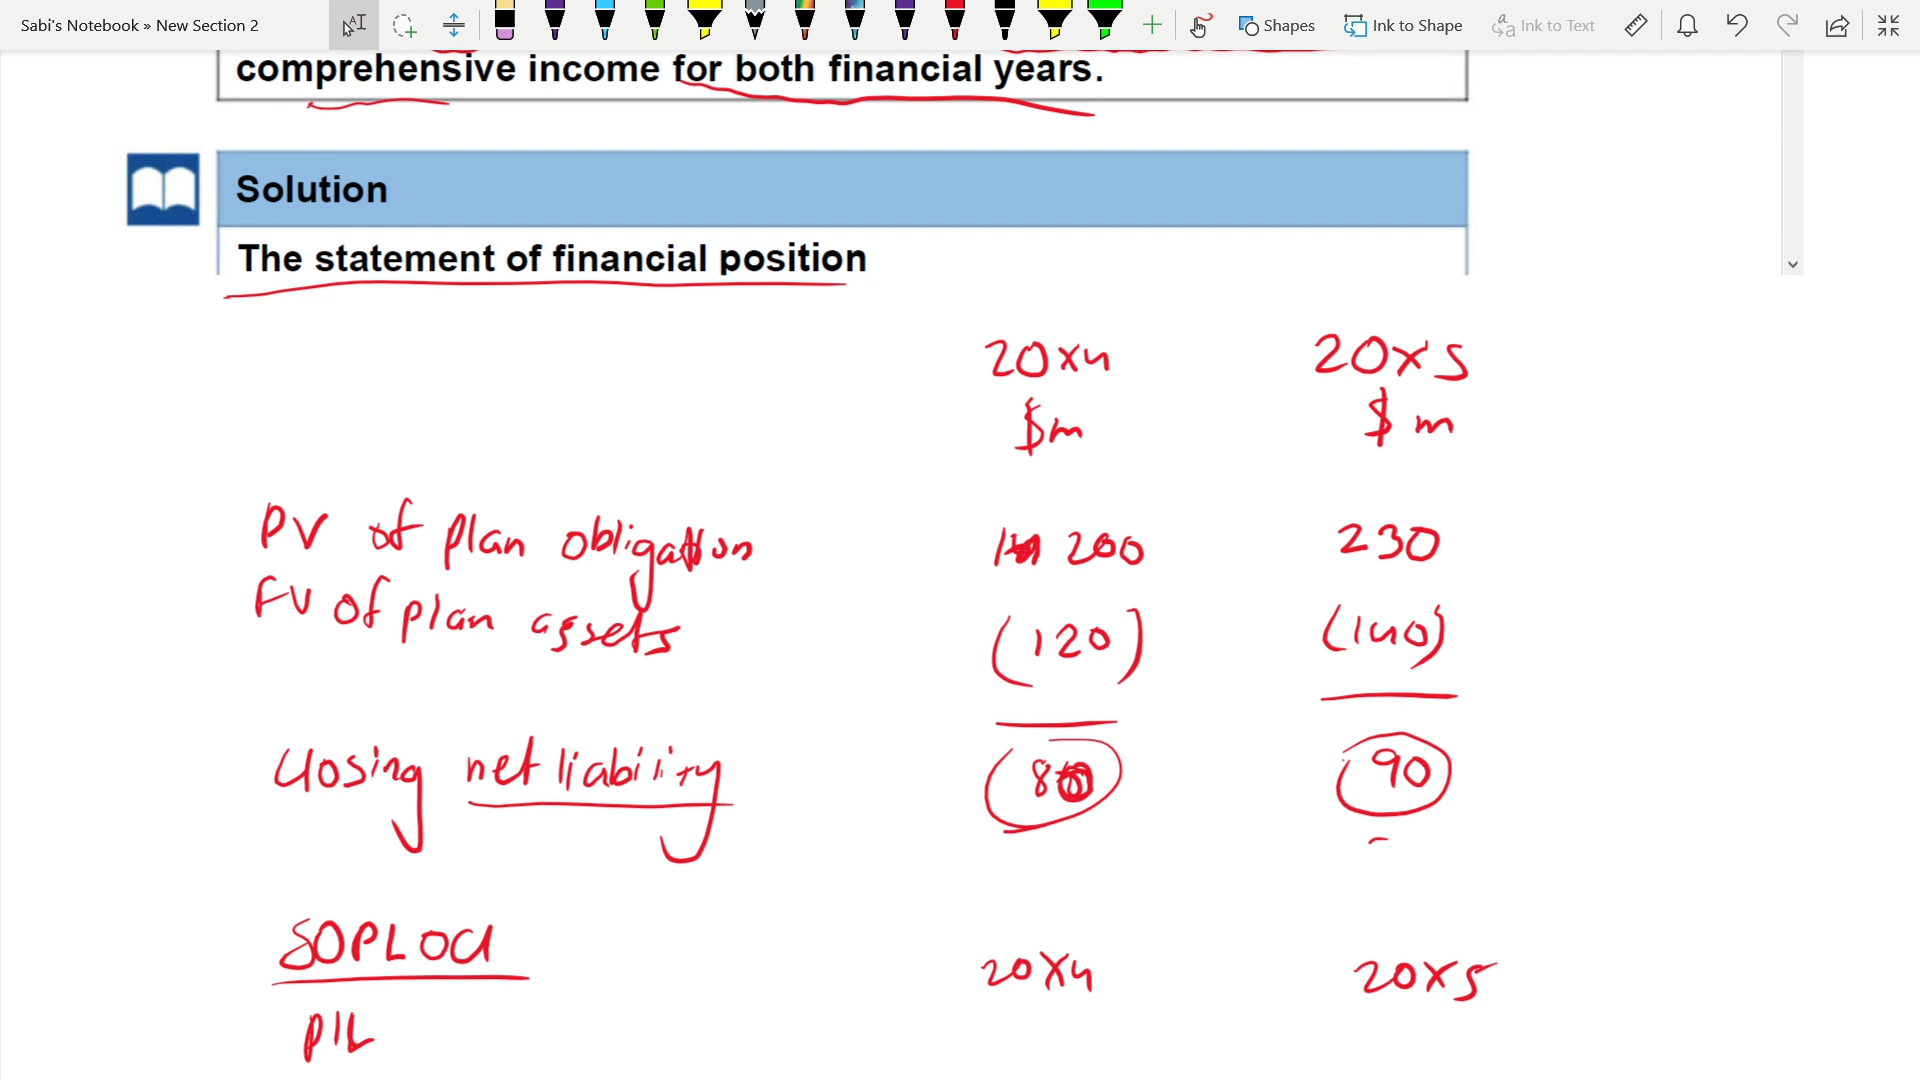 Sabi's Notebook » New Section 2
Shapes
Ink to Shape
Ink to Text
comprehensive income for both financial years.
Solution
The statement of financial position
20x4 20x5
$m $m
PV of plan obligation 200 230
FV of plan assets (120) (140)
Closing net liability 80 90
SOPLOCI 20X4 20X5
P/L